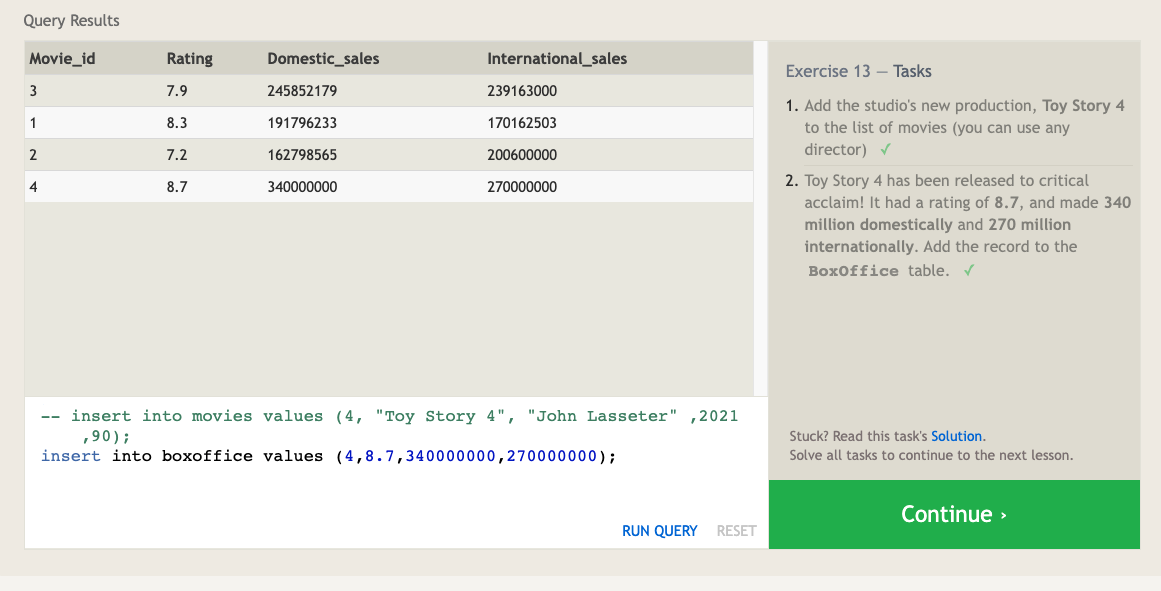 Query Results
Movie_id Rating Domestic_sales International_sales
3 7.9 245852179 239163000
1 8.3 191796233 170162503
2 7.2 162798565 200600000
4 8.7 340000000 270000000
-- insert into movies values (4, "Toy Story 4", "John Lasseter" ,2021
,90);
insert into boxoffice values (4,8.7,340000000,270000000);
RUN QUERY RESET
Exercise 13 — Tasks
1. Add the studio's new production, Toy Story 4
to the list of movies (you can use any
director) ✓
2. Toy Story 4 has been released to critical
acclaim! It had a rating of 8.7, and made 340
million domestically and 270 million
internationally. Add the record to the
BoxOffice table. ✓
Stuck? Read this task's Solution.
Solve all tasks to continue to the next lesson.
Continue ›